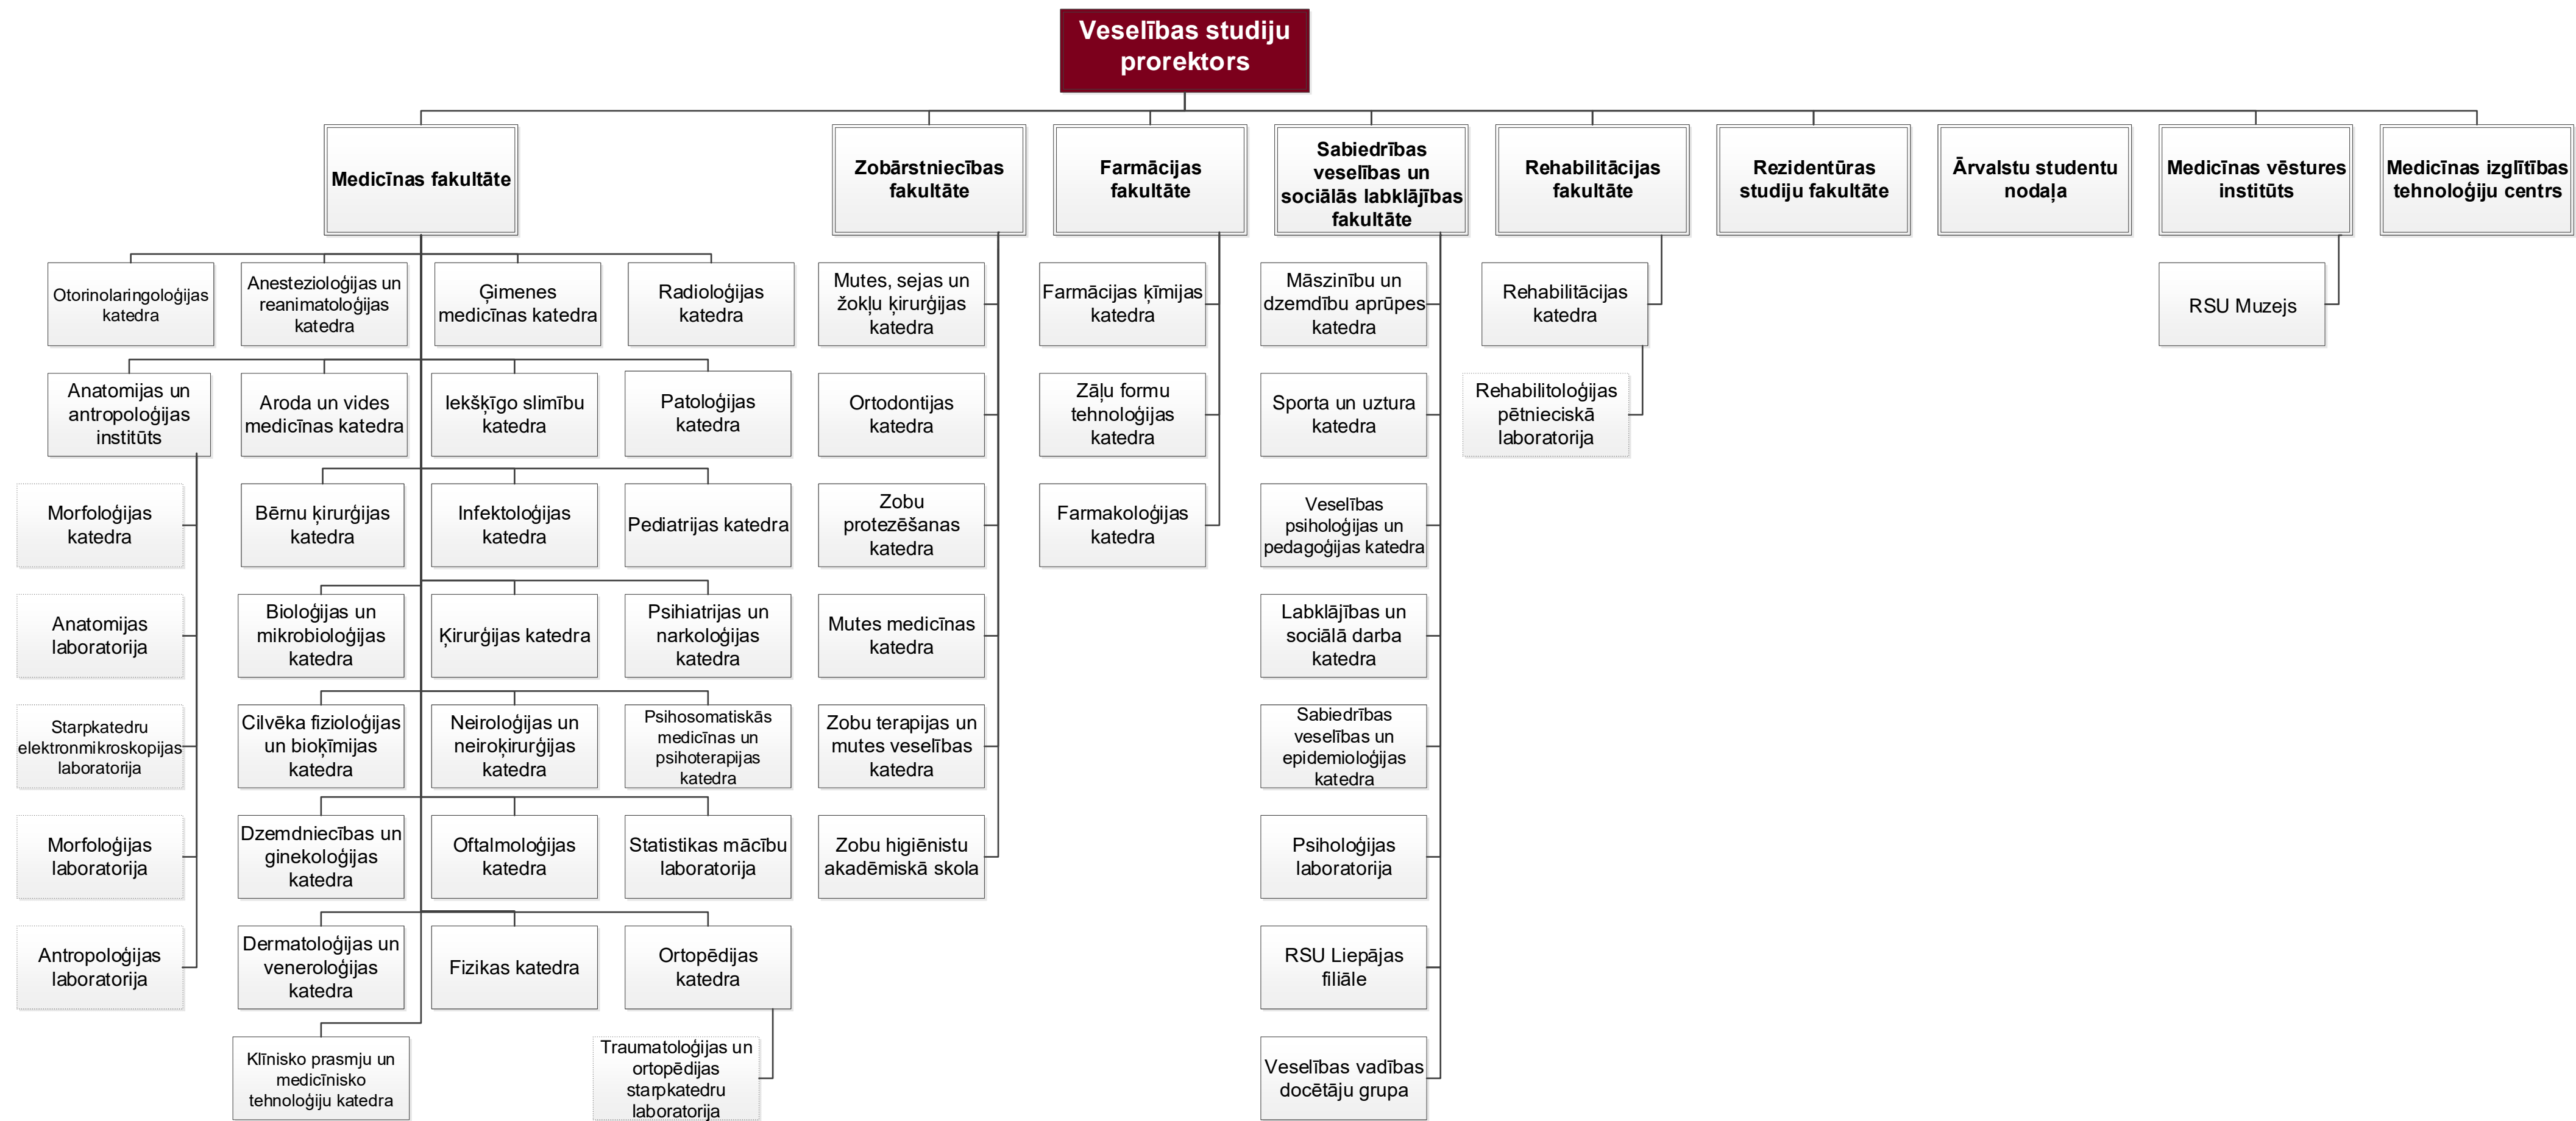 Veselības studiju
prorektors
Medicīnas fakultāte
Zobārstniecības
fakultāte
Farmācijas
fakultāte
Sabiedrības
veselības un
sociālās labklājības
fakultāte
Rehabilitācijas
fakultāte
Rezidentūras
studiju fakultāte
Ārvalstu studentu
nodaļa
Medicīnas vēstures
institūts
Medicīnas izglītības
tehnoloģiju centrs
Otorinolaringoloģijas
katedra
Anestezioloģijas un
reanimatoloģijas
katedra
Ģimenes
medicīnas katedra
Radioloģijas
katedra
Mutes, sejas un
žokļu ķirurģijas
katedra
Farmācijas ķīmijas
katedra
Māszinību un
dzemdību aprūpes
katedra
Rehabilitācijas
katedra
RSU Muzejs
Anatomijas un
antropoloģijas
institūts
Aroda un vides
medicīnas katedra
Iekšķīgo slimību
katedra
Patoloģijas
katedra
Ortodontijas
katedra
Zāļu formu
tehnoloģijas
katedra
Sporta un uztura
katedra
Rehabilitoloģijas
pētnieciskā
laboratorija
Morfoloģijas
katedra
Bērnu ķirurģijas
katedra
Infektoloģijas
katedra
Pediatrijas katedra
Zobu
protezēšanas
katedra
Farmakoloģijas
katedra
Veselības
psiholoģijas un
pedagoģijas katedra
Anatomijas
laboratorija
Bioloģijas un
mikrobioloģijas
katedra
Ķirurģijas katedra
Psihiatrijas un
narkoloģijas
katedra
Mutes medicīnas
katedra
Labklājības un
sociālā darba
katedra
Starpkatedru
elektronmikroskopijas
laboratorija
Cilvēka fizioloģijas
un bioķīmijas
katedra
Neiroloģijas un
neiroķirurģijas
katedra
Psihosomatiskās
medicīnas un
psihoterapijas
katedra
Zobu terapijas un
mutes veselības
katedra
Sabiedrības
veselības un
epidemioloģijas
katedra
Morfoloģijas
laboratorija
Dzemdniecības un
ginekoloģijas
katedra
Oftalmoloģijas
katedra
Statistikas mācību
laboratorija
Zobu higiēnistu
akadēmiskā skola
Psiholoģijas
laboratorija
Antropoloģijas
laboratorija
Dermatoloģijas un
veneroloģijas
katedra
Fizikas katedra
Ortopēdijas
katedra
RSU Liepājas
filiāle
Klīnisko prasmju un
medicīnisko
tehnoloģiju katedra
Traumatoloģijas un
ortopēdijas
starpkatedru
laboratorija
Veselības vadības
docētāju grupa